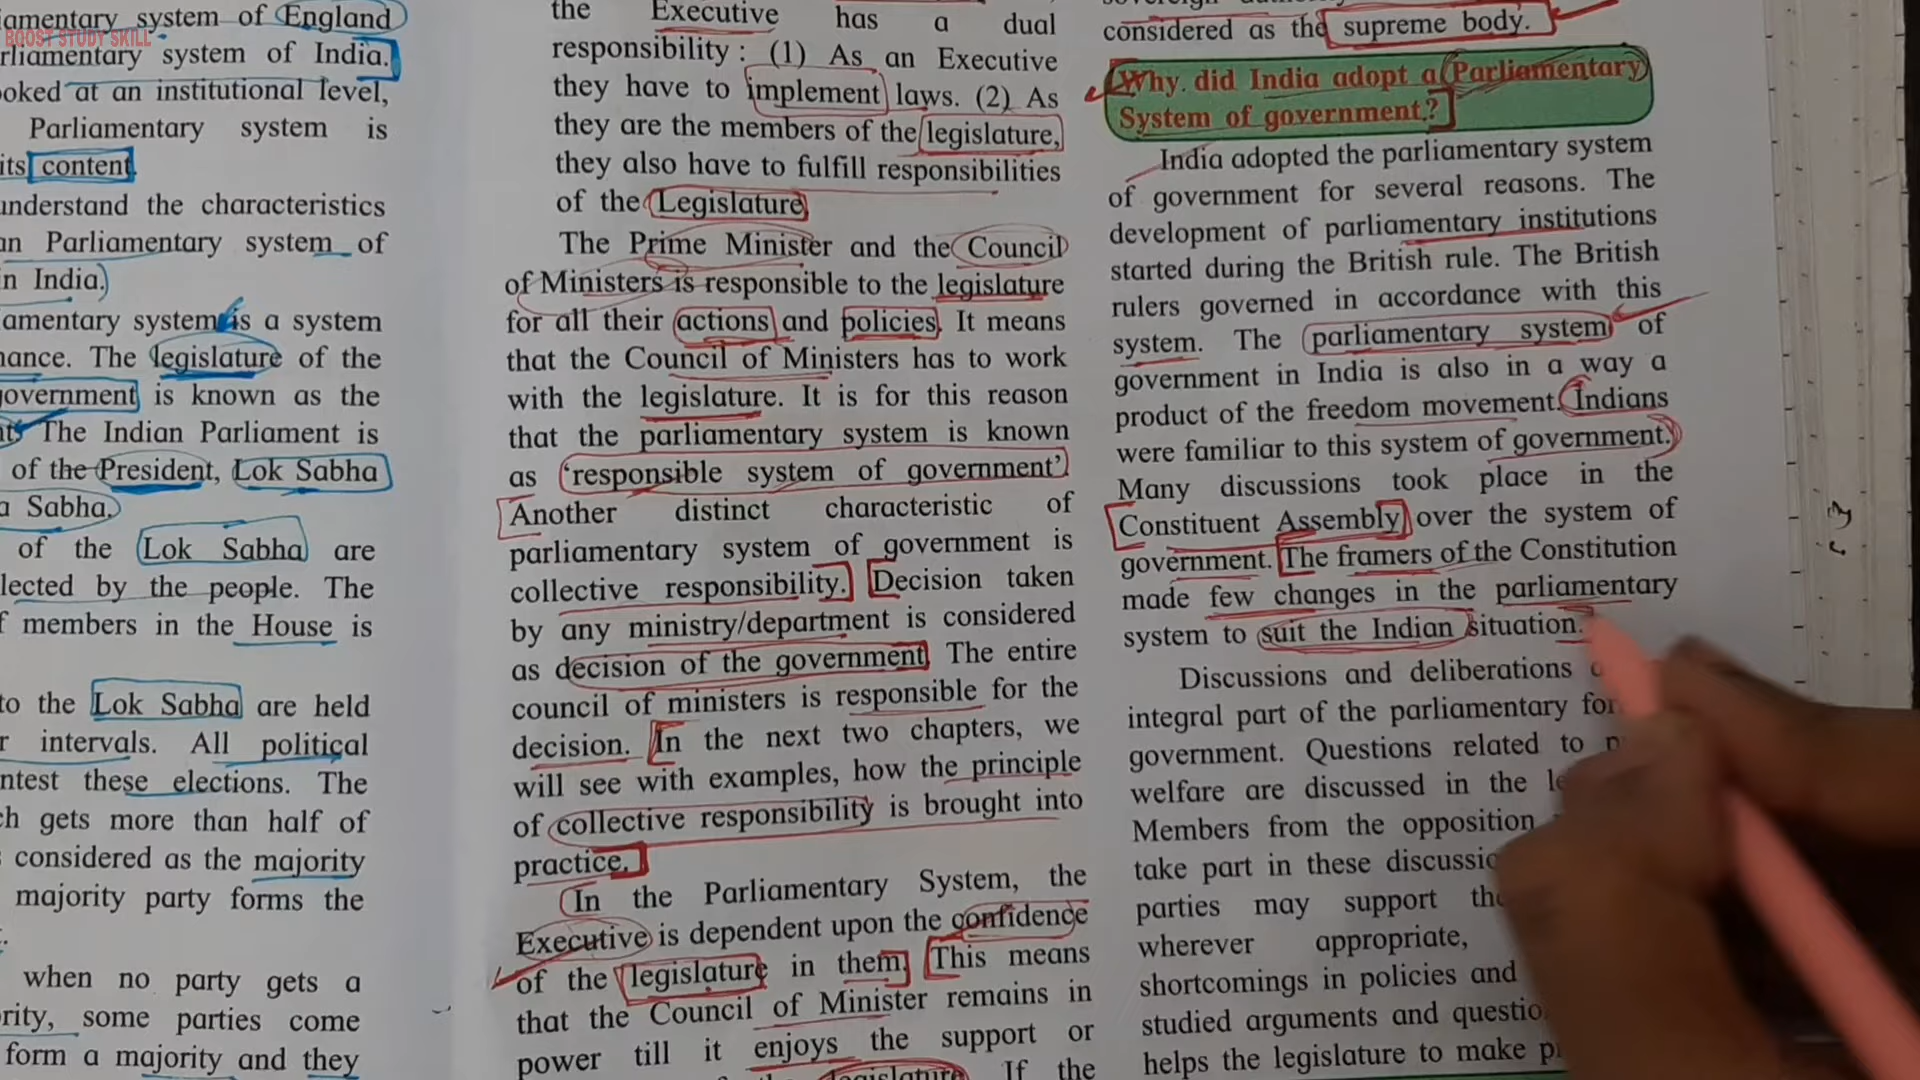 BOOST STUDY SKILL
amentary system of England
rliamentary system of India.
ooked at an institutional level,
Parliamentary system is
its content.
understand the characteristics
an Parliamentary system of
n India.
amentary system is a system
nance. The legislature of the
government is known as the
The Indian Parliament is
of the President, Lok Sabha
a Sabha.
of the Lok Sabha are
lected by the people. The
f members in the House is
to the Lok Sabha are held
r intervals. All political
ntest these elections. The
ch gets more than half of
considered as the majority
majority party forms the
when no party gets a
rity, some parties come
form a majority and they
the Executive has a dual
responsibility : (1) As an Executive
they have to implement laws. (2) As
they are the members of the legislature,
they also have to fulfill responsibilities
of the Legislature.
The Prime Minister and the Council
of Ministers is responsible to the legislature
for all their actions and policies. It means
that the Council of Ministers has to work
with the legislature. It is for this reason
that the parliamentary system is known
as ‘responsible system of government’.
Another distinct characteristic of
parliamentary system of government is
collective responsibility. Decision taken
by any ministry/department is considered
as decision of the government. The entire
council of ministers is responsible for the
decision. In the next two chapters, we
will see with examples, how the principle
of collective responsibility is brought into
practice.
In the Parliamentary System, the
Executive is dependent upon the confidence
of the legislature in them. This means
that the Council of Minister remains in
power till it enjoys the support or
legislature. If the
considered as the supreme body.
Why did India adopt a Parliamentary
System of government?
India adopted the parliamentary system
of government for several reasons. The
development of parliamentary institutions
started during the British rule. The British
rulers governed in accordance with this
system. The parliamentary system of
government in India is also in a way a
product of the freedom movement. Indians
were familiar to this system of government.
Many discussions took place in the
Constituent Assembly over the system of
government. The framers of the Constitution
made few changes in the parliamentary
system to suit the Indian situation.
Discussions and deliberations
integral part of the parliamentary
government. Questions related to
welfare are discussed in the
Members from the opposition
take part in these
parties may support
wherever appropriate,
shortcomings in policies and
studied arguments and
helps the legislature to make